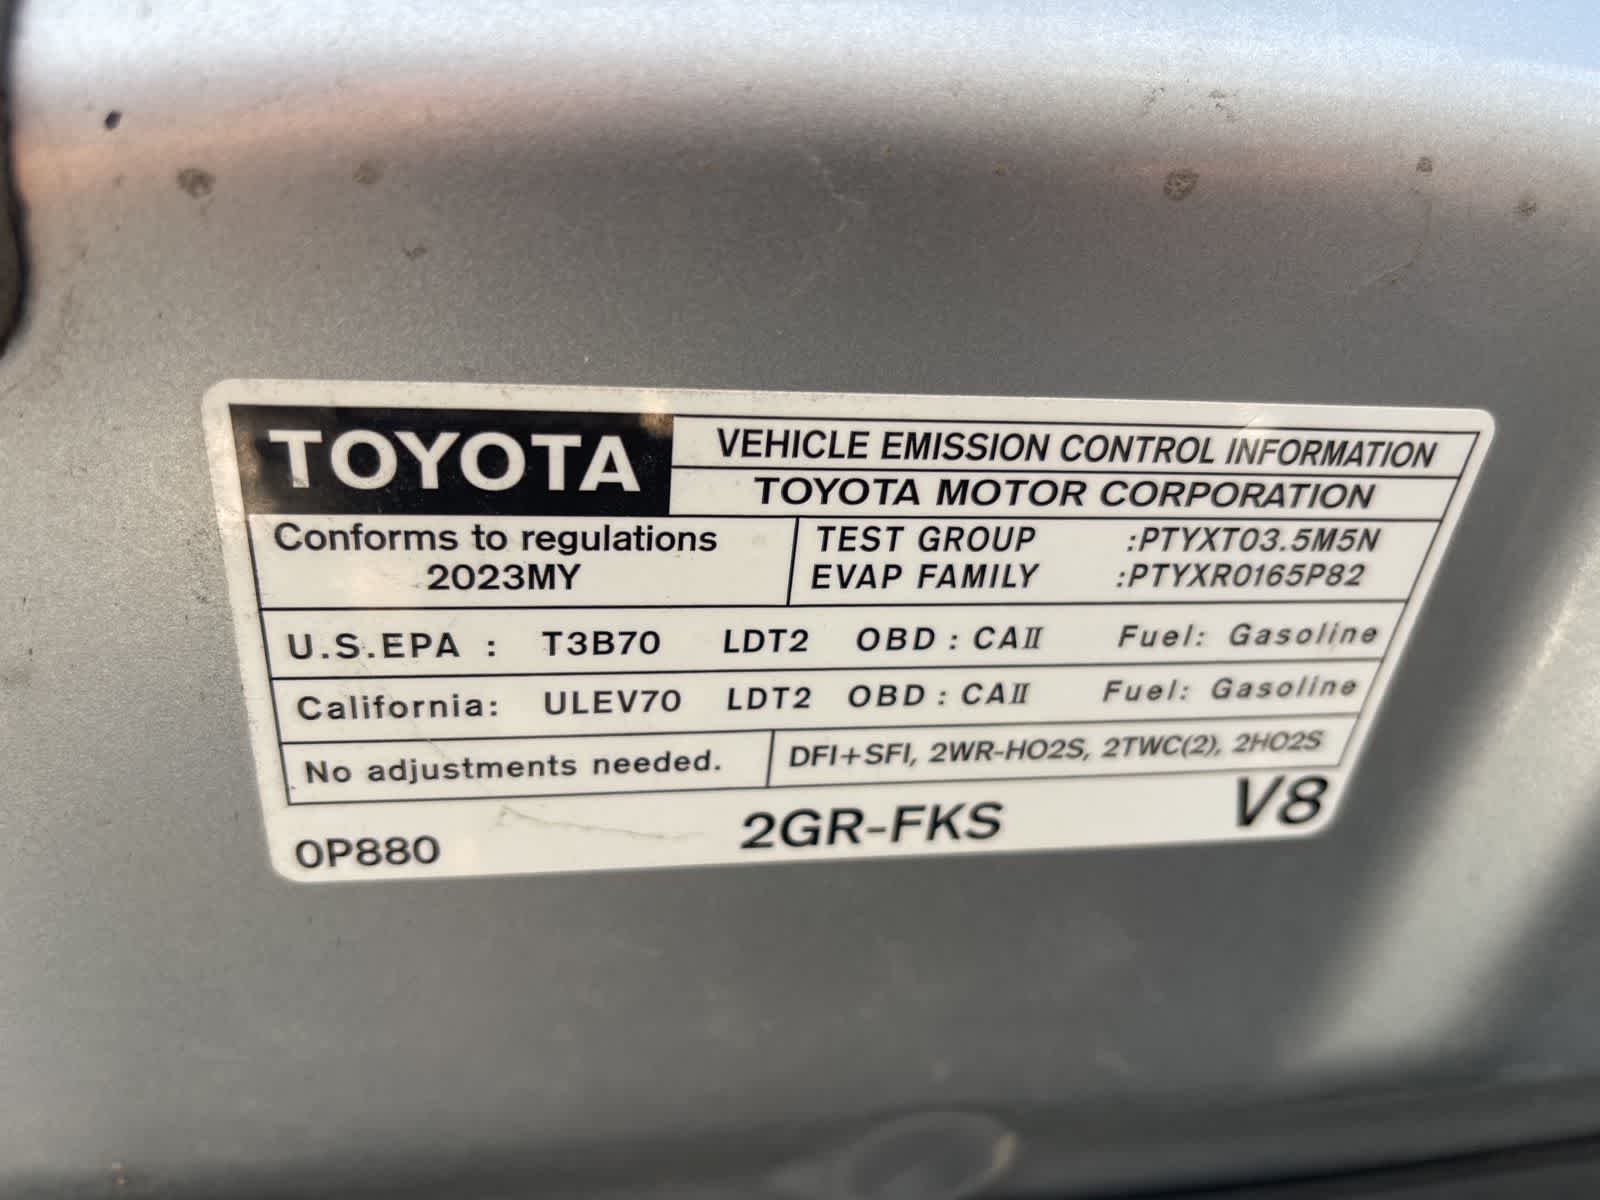 TOYOTA
VEHICLE EMISSION CONTROL INFORMATION
TOYOTA MOTOR CORPORATION
Conforms to regulations
2023MY
TEST GROUP :PTYXT03.5M5N
EVAP FAMILY :PTYXR0165P82
U.S.EPA : T3B70 LDT2 OBD : CAⅡ Fuel: Gasoline
California: ULEV70 LDT2 OBD : CAⅡ Fuel: Gasoline
No adjustments needed.
DFI+SFI, 2WR-HO2S, 2TWC(2), 2HO2S
0P880 2GR-FKS V8